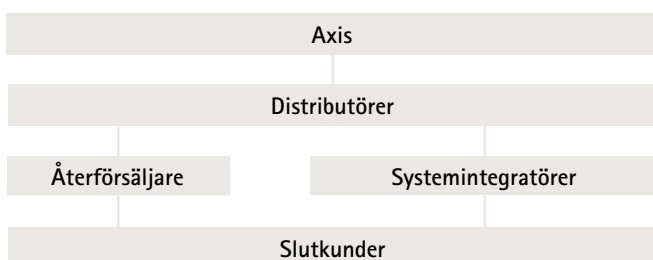 Axis
Distributörer
Återförsäljare
Systemintegratörer
Slutkunder